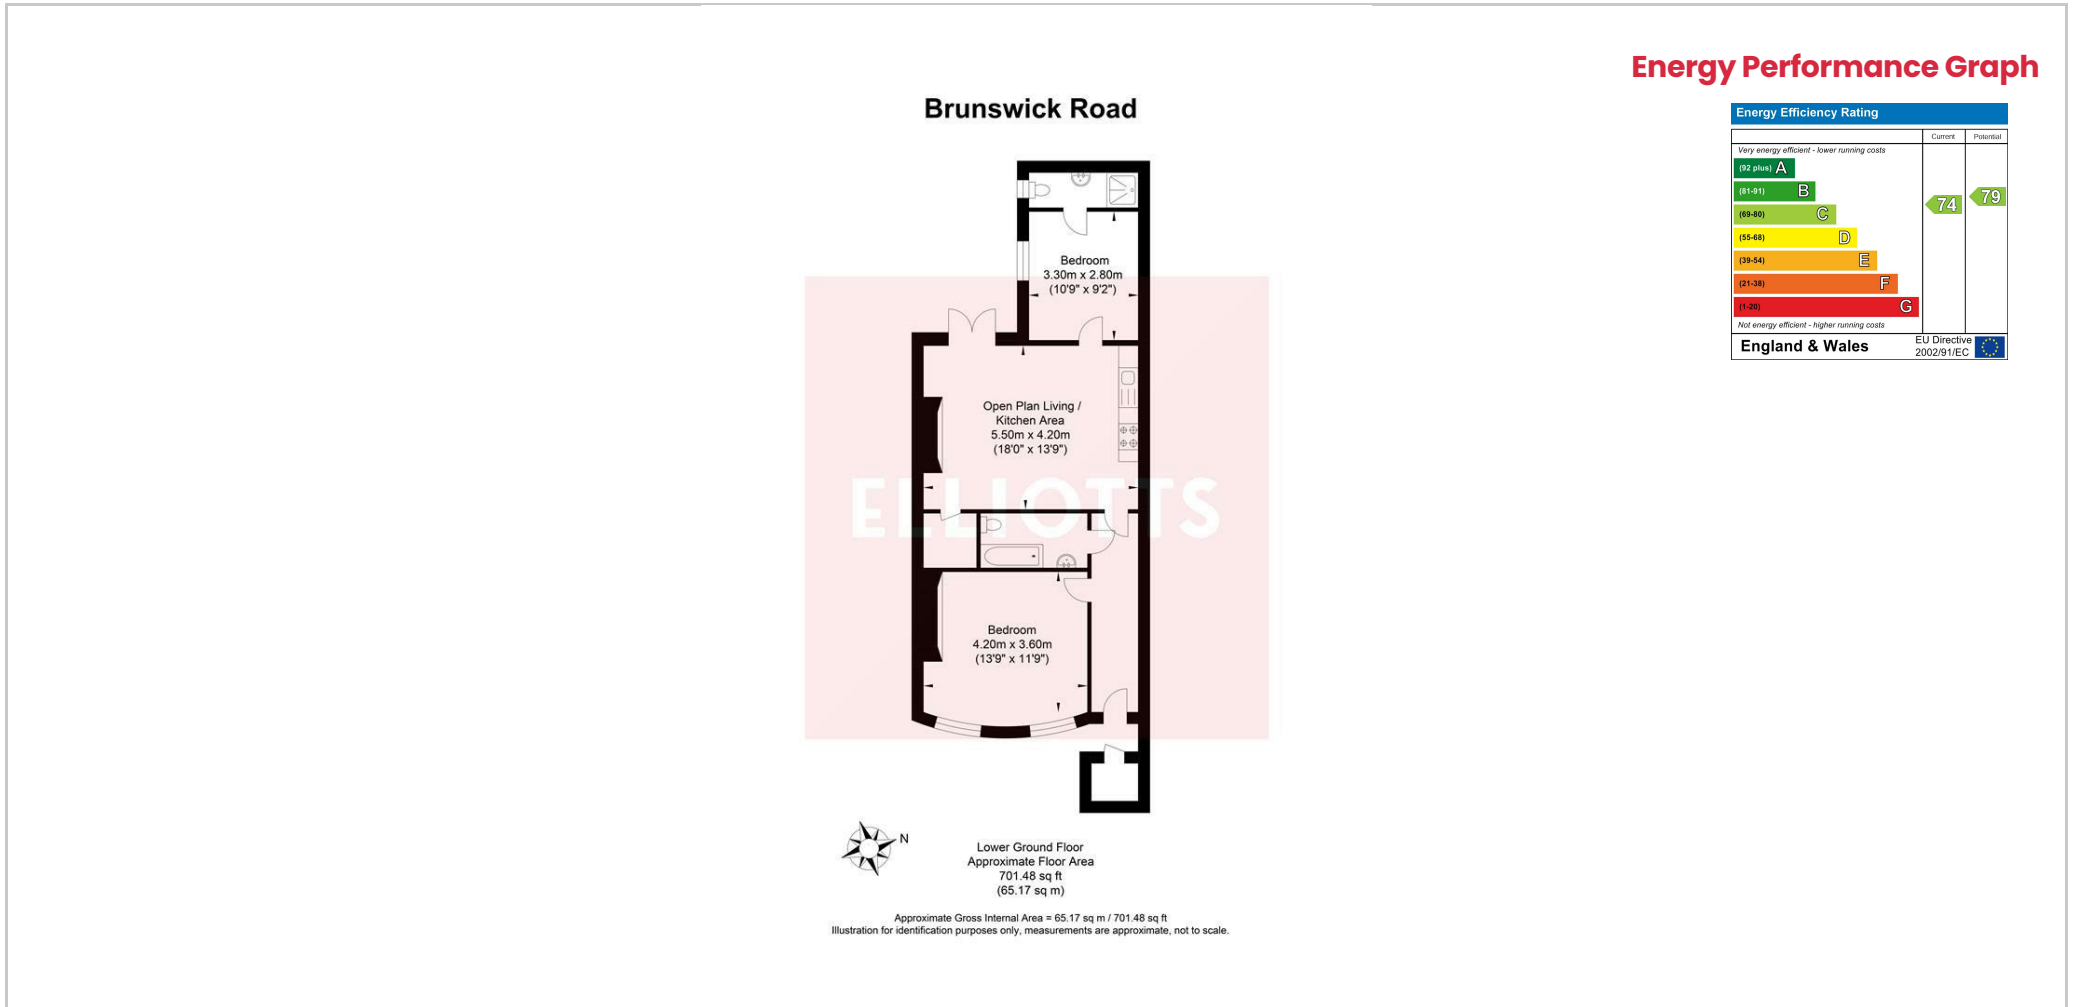 Energy Performance Graph
Brunswick Road
Energy Efficiency Rating
Current Potential
Very energy efficient - lower running costs
(92 plus) A
(81-91) B
(69-80) C
(55-68) D
(39-54) E
(21-38) F
(1-20) G
74
79
Not energy efficient - higher running costs
England & Wales
EU Directive
2002/91/EC
Bedroom
3.30m x 2.80m
(10'9" x 9'2")
Open Plan Living /
Kitchen Area
5.50m x 4.20m
(18'0" x 13'9")
ELLIOTTS
Bedroom
4.20m x 3.60m
(13'9" x 11'9")
N
Lower Ground Floor
Approximate Floor Area
701.48 sq ft
(65.17 sq m)
Approximate Gross Internal Area = 65.17 sq m / 701.48 sq ft
Illustration for identification purposes only, measurements are approximate, not to scale.